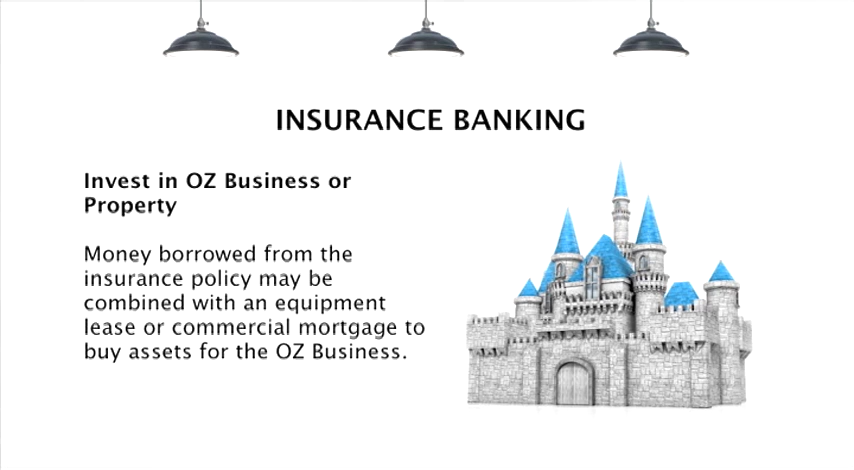 INSURANCE BANKING
Invest in OZ Business or
Property
Money borrowed from the
insurance policy may be
combined with an equipment
lease or commercial mortgage to
buy assets for the OZ Business.